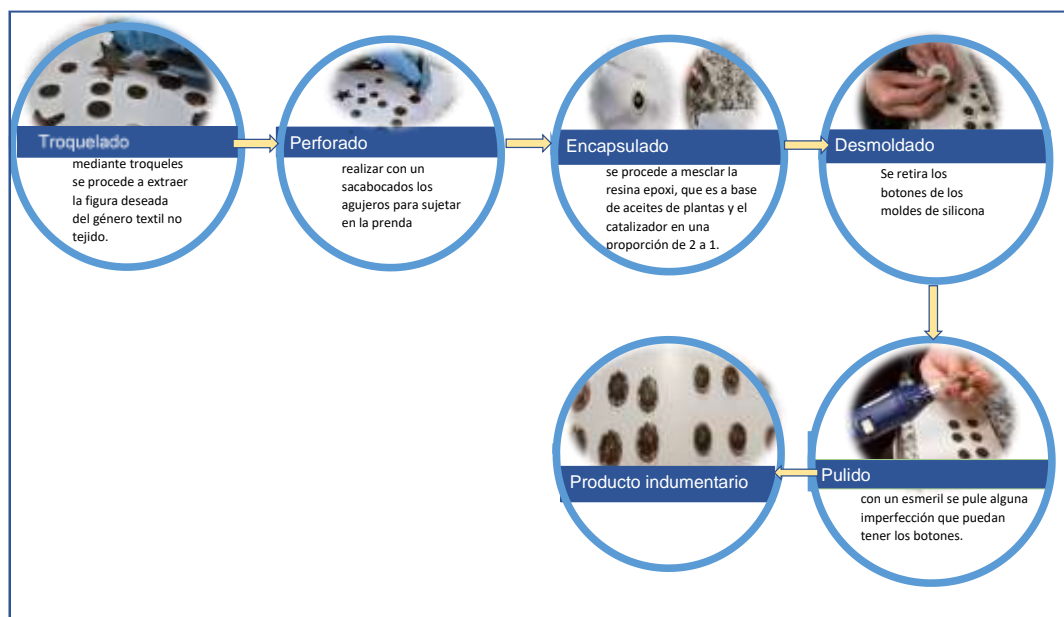 Troquelado
mediante troqueles
se procede a extraer
la figura deseada
del género textil no
tejido.
Perforado
realizar con un
sacabocados los
agujeros para sujetar
en la prenda
Encapsulado
se procede a mesclar la
resina epoxi, que es a base
de aceites de plantas y el
catalizador en una
proporción de 2 a 1.
Desmoldado
Se retira los
botones de los
moldes de silicona
Pulido
con un esmeril se pule alguna
imperfección que puedan
tener los botones.
Producto indumentario